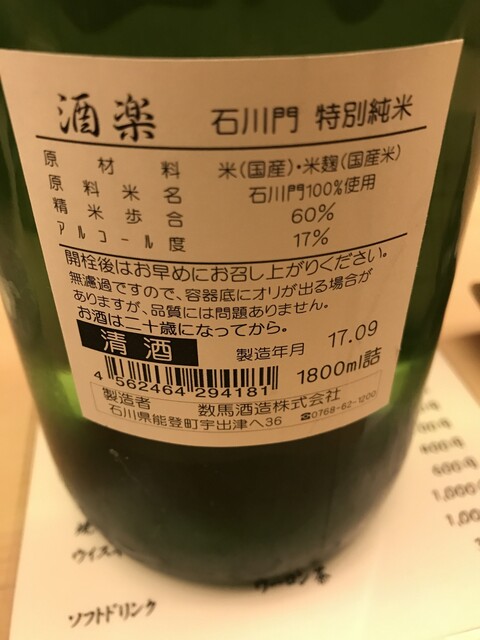 酒楽 石川門 特別純米
原材料 米(国産)・米麹(国産米)
原料米名 石川門100%使用
精米歩合 60%
アルコール度 17%
開栓後はお早めにお召し上がりください。
無濾過ですので、容器底にオリが出る場合が
ありますが、品質には問題ありません。
お酒は二十歳になってから。
清酒 製造年月 17.09
4 562464 294181 1800ml詰
製造者 数馬酒造株式会社
石川県能登町宇出津ヘ36 ☎0768-62-1200
ソフトドリンク